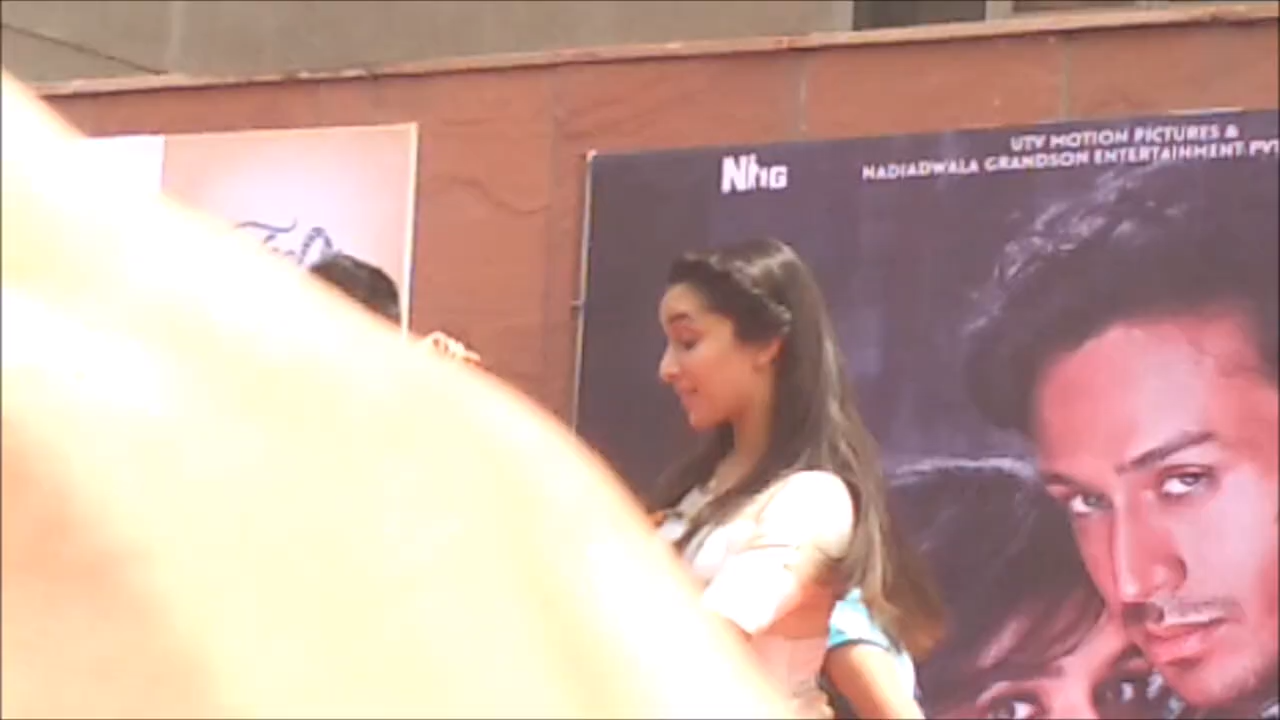 NhG
UTV MOTION PICTURES &
NADIADWALA GRANDSON ENTERTAINMENT PVT